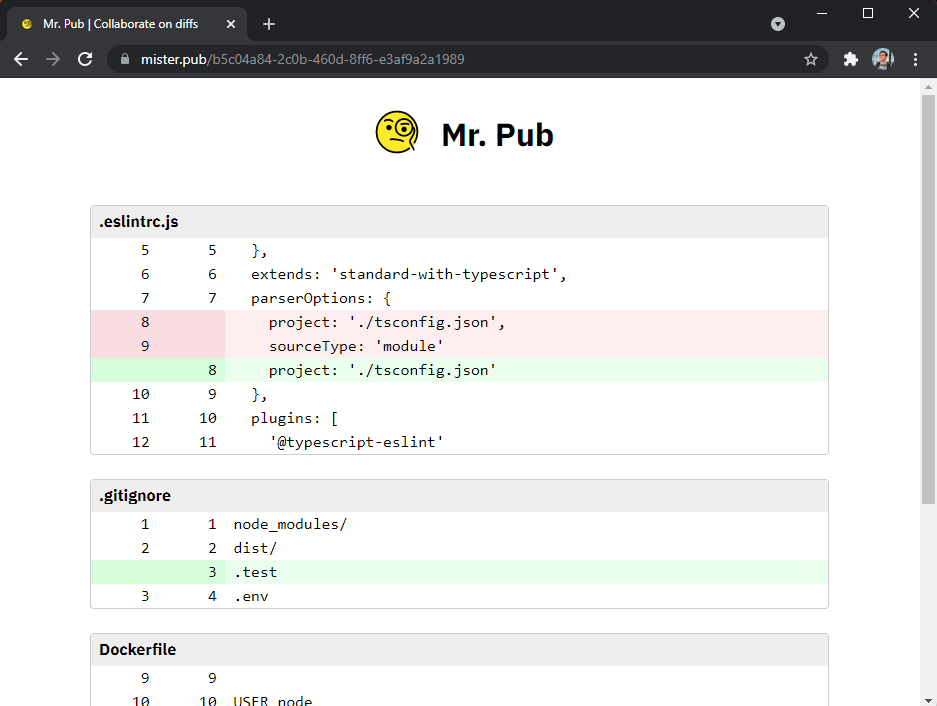 Mr. Pub | Collaborate on diffs
mister.pub/b5c04a84-2c0b-460d-8ff6-e3af9a2a1989
Mr. Pub
.eslintrc.js
5 5 },
6 6 extends: 'standard-with-typescript',
7 7 parserOptions: {
8 project: './tsconfig.json',
9 sourceType: 'module'
8 project: './tsconfig.json'
10 9 },
11 10 plugins: [
12 11 '@typescript-eslint'
.gitignore
1 1 node_modules/
2 2 dist/
3 .test
3 4 .env
Dockerfile
9 9
10 10 USER node